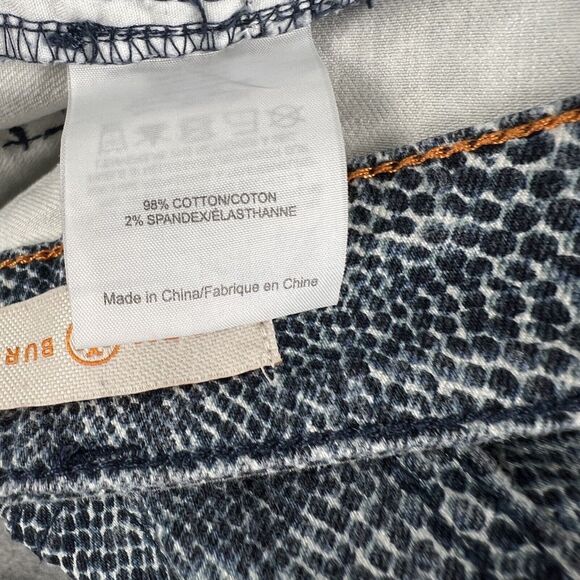 98% COTTON/COTON
2% SPANDEX/ÉLASTHANNE
Made in China/Fabrique en Chine
BUR